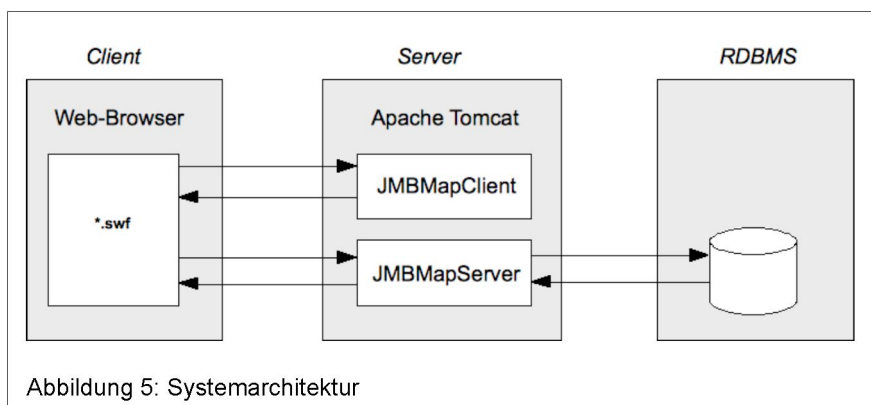 Client Server RDBMS
Web-Browser Apache Tomcat
JMBMapClient
*.swf
JMBMapServer
Abbildung 5: Systemarchitektur